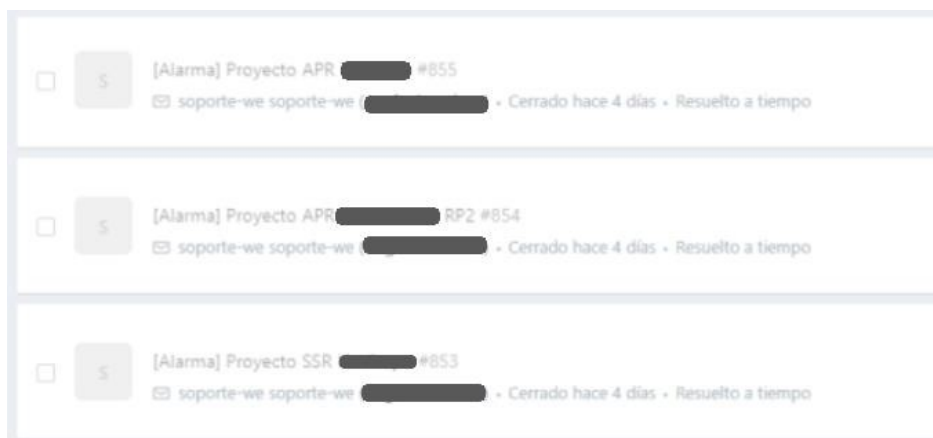 S
[Alarma] Proyecto APR #855
soporte-we soporte-we ( • Cerrado hace 4 días • Resuelto a tiempo
S
[Alarma] Proyecto APR RP2 #854
soporte-we soporte-we ( ) • Cerrado hace 4 días • Resuelto a tiempo
S
[Alarma] Proyecto SSR #853
soporte-we soporte-we ) • Cerrado hace 4 días • Resuelto a tiempo